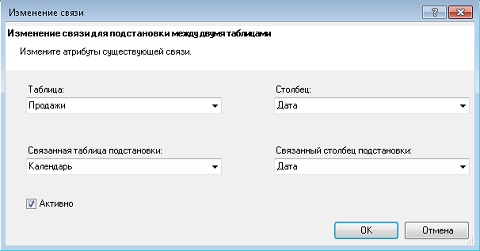 Изменение связи
Изменение связи для подстановки между двумя таблицами
Измените атрибуты существующей связи.
Таблица: Столбец:
Продажи Дата
Связанная таблица подстановки: Связанный столбец подстановки:
Календарь Дата
Активно
OK Отмена